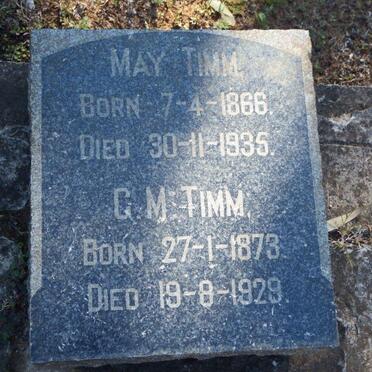 MAY TIMM
BORN 7-4-1866.
DIED 30-11-1935.
G. M. TIMM,
BORN 27-1-1873
DIED 19-8-1929.